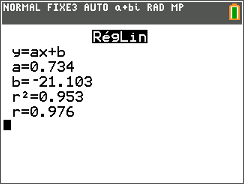 NORMAL FIXE3 AUTO a+bi RAD MP
RégLin
y=ax+b
a=0.734
b=-21.103
r²=0.953
r=0.976